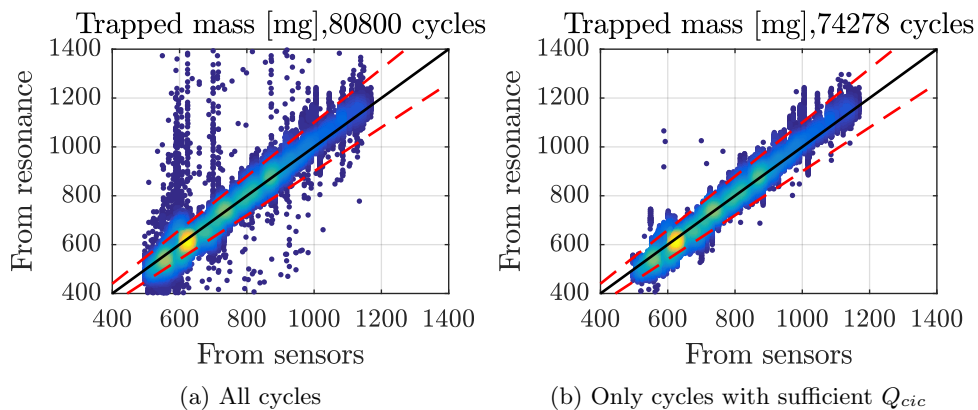 Trapped mass [mg],80800 cycles
1400
1200
1000
800
600
400
From resonance
400 600 800 1000 1200 1400
From sensors
(a) All cycles
Trapped mass [mg],74278 cycles
1400
1200
1000
800
600
400
From resonance
400 600 800 1000 1200 1400
From sensors
(b) Only cycles with sufficient Q_{cic}